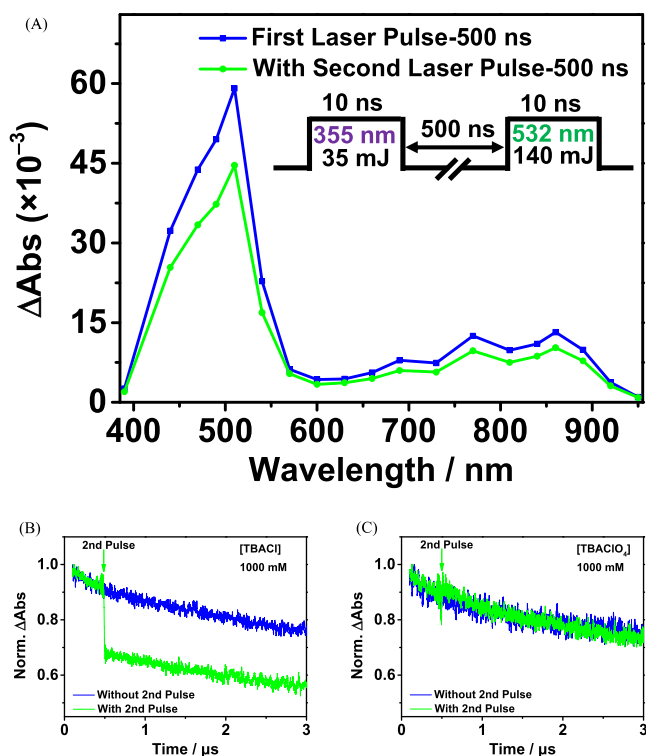 (A)
First Laser Pulse-500 ns
With Second Laser Pulse-500 ns
10 ns
10 ns
355 nm
500 ns
532 nm
35 mJ
140 mJ
60
45
30
15
0
ΔAbs (×10⁻³)
400 500 600 700 800 900
Wavelength / nm
(B)
2nd Pulse
[TBACl]
1000 mM
1.0
0.8
0.6
Norm. ΔAbs
Without 2nd Pulse
With 2nd Pulse
0 1 2 3
Time / μs
(C)
2nd Pulse
[TBAClO₄]
1000 mM
1.0
0.8
0.6
Norm. ΔAbs
Without 2nd Pulse
With 2nd Pulse
0 1 2 3
Time / μs